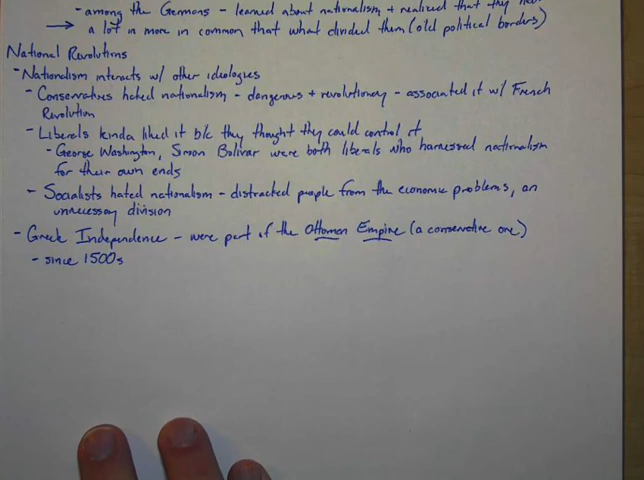 - among the Germans - learned about nationalism + realized that they had
→ a lot in more in common that what divided them (old political borders)
National Revolutions
- Nationalism interacts w/ other ideologies
- Conservatives hated nationalism - dangerous + revolutionary - associated it w/ French
Revolution
- Liberals kinda liked it b/c they thought they could control it
- George Washington, Simon Bolivar were both liberals who harnessed nationalism
for their own ends
- Socialists hated nationalism - distracted people from the economic problems, an
unnecessary division
- Greek Independence - were part of the Ottoman Empire (a conservative one)
- since 1500s